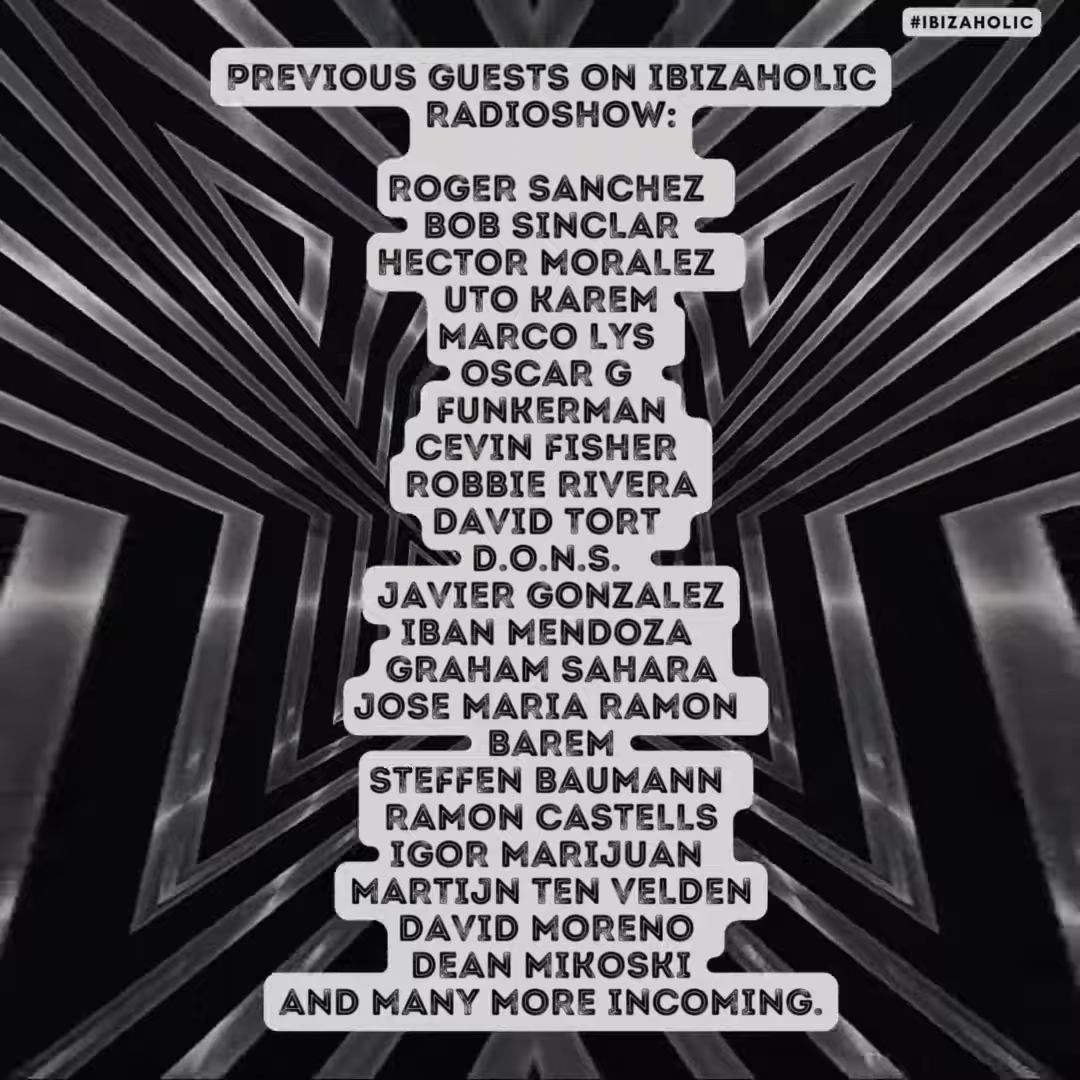 #IBIZAHOLIC
PREVIOUS GUESTS ON IBIZAHOLIC
RADIOSHOW:
ROGER SANCHEZ
BOB SINCLAR
HECTOR MORALEZ
UTO KAREM
MARCO LYS
OSCAR G
FUNKERMAN
CEVIN FISHER
ROBBIE RIVERA
DAVID TORT
D.O.N.S.
JAVIER GONZALEZ
IBAN MENDOZA
GRAHAM SAHARA
JOSE MARIA RAMON
BAREM
STEFFEN BAUMANN
RAMON CASTELLS
IGOR MARIJUAN
MARTIJN TEN VELDEN
DAVID MORENO
DEAN MIKOSKI
AND MANY MORE INCOMING.